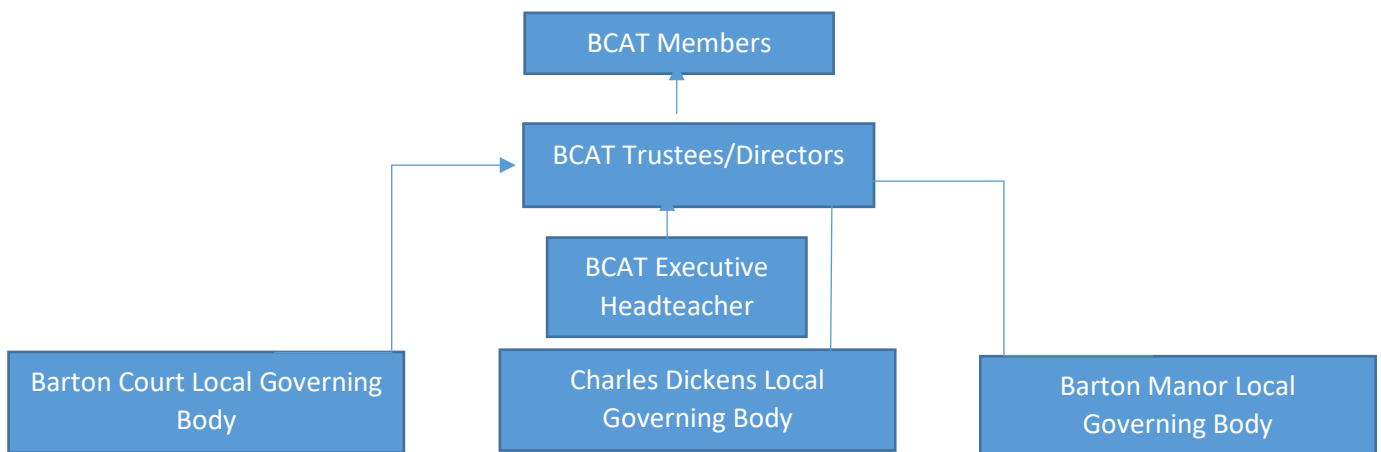 BCAT Members
BCAT Trustees/Directors
BCAT Executive
Headteacher
Barton Court Local Governing
Body
Charles Dickens Local
Governing Body
Barton Manor Local
Governing Body